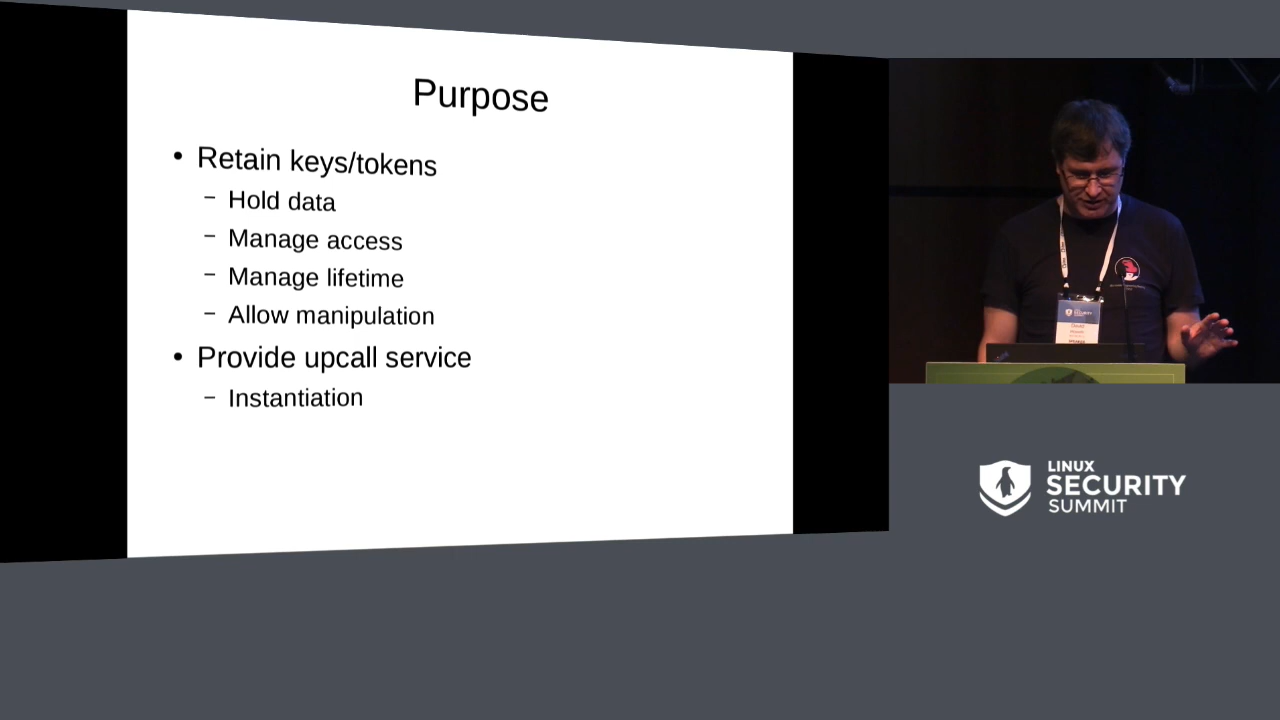 Purpose
• Retain keys/tokens
– Hold data
– Manage access
– Manage lifetime
– Allow manipulation
• Provide upcall service
– Instantiation
LINUX
SECURITY
SUMMIT